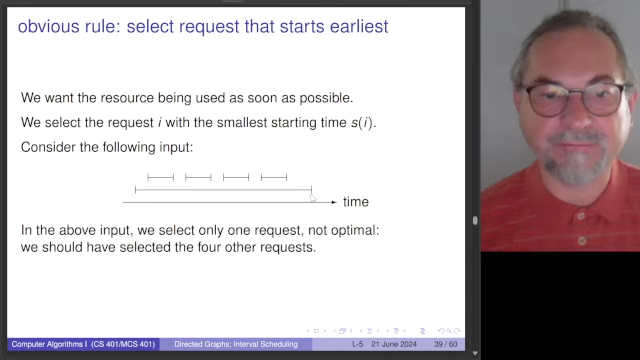 obvious rule: select request that starts earliest
We want the resource being used as soon as possible.
We select the request i with the smallest starting time s(i).
Consider the following input:
time
In the above input, we select only one request, not optimal:
we should have selected the four other requests.
Computer Algorithms I (CS 401/MCS 401) Directed Graphs; Interval Scheduling L-5 21 June 2024 39 / 60